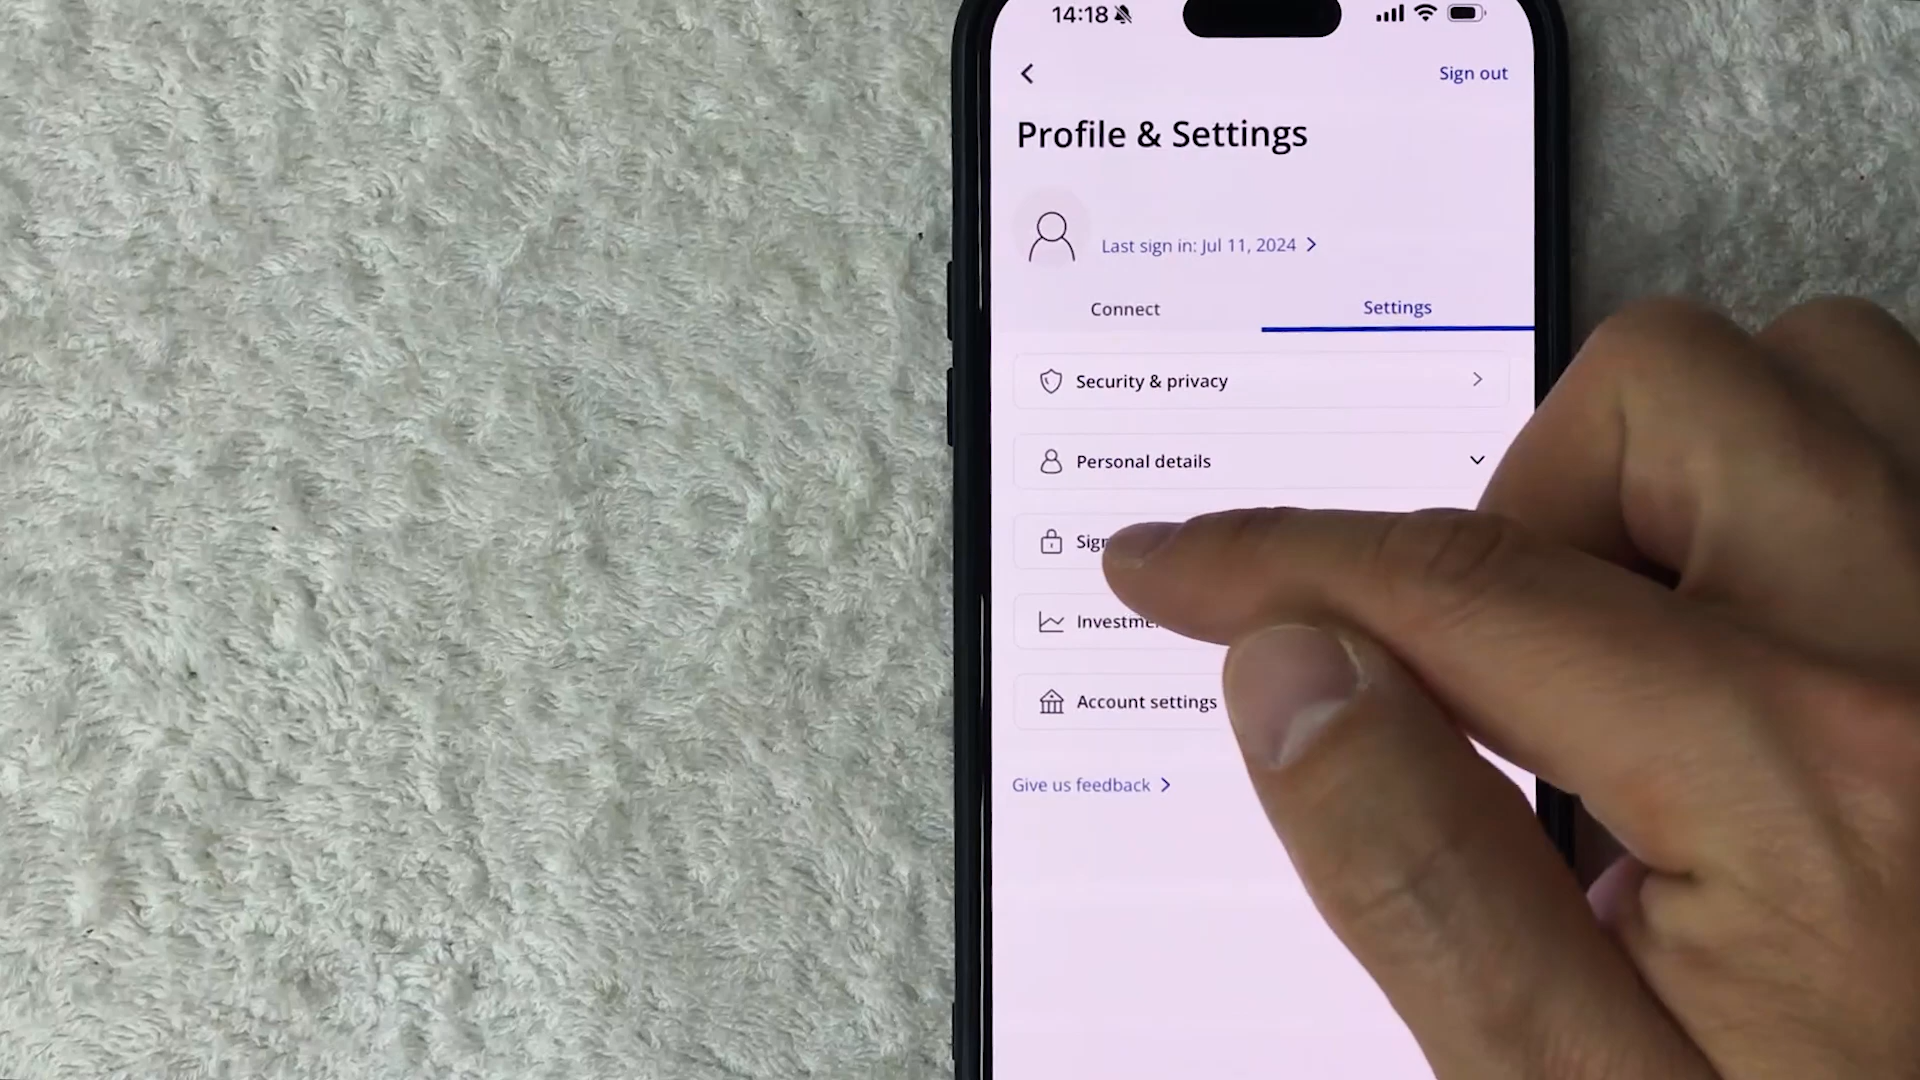 14:18
Sign out
Profile & Settings
Last sign in: Jul 11, 2024
Connect
Settings
Security & privacy
Personal details
Account settings
Give us feedback